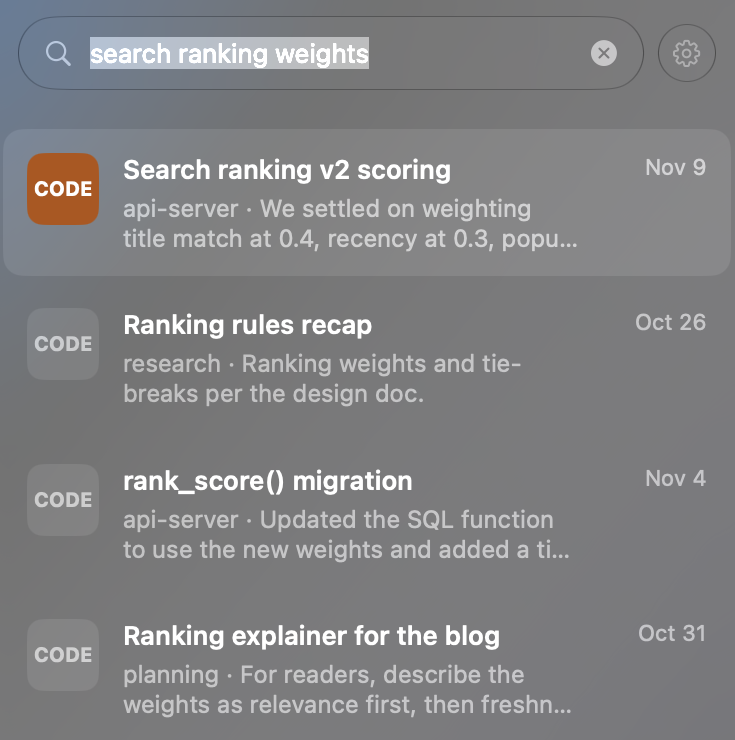 search ranking weights
CODE
Search ranking v2 scoring
Nov 9
api-server · We settled on weighting
title match at 0.4, recency at 0.3, popu...
CODE
Ranking rules recap
Oct 26
research · Ranking weights and tie-
breaks per the design doc.
CODE
rank_score() migration
Nov 4
api-server · Updated the SQL function
to use the new weights and added a ti...
CODE
Ranking explainer for the blog
Oct 31
planning · For readers, describe the
weights as relevance first, then freshn...